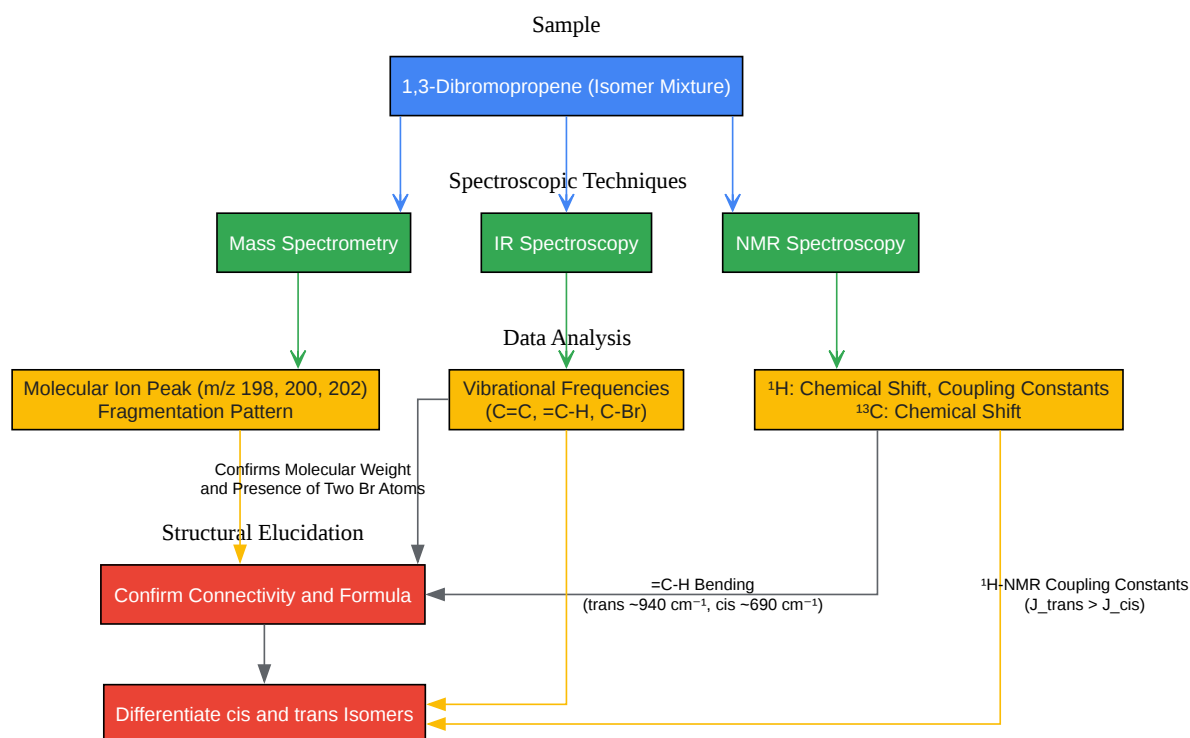 Sample
1,3-Dibromopropene (Isomer Mixture)
Spectroscopic Techniques
Mass Spectrometry
IR Spectroscopy
NMR Spectroscopy
Data Analysis
Molecular Ion Peak (m/z 198, 200, 202)
Fragmentation Pattern
Vibrational Frequencies
(C=C, =C-H, C-Br)
¹H: Chemical Shift, Coupling Constants
¹³C: Chemical Shift
Confirms Molecular Weight
and Presence of Two Br Atoms
Structural Elucidation
Confirm Connectivity and Formula
=C-H Bending
(trans ~940 cm⁻¹, cis ~690 cm⁻¹)
¹H-NMR Coupling Constants
(J_trans > J_cis)
Differentiate cis and trans Isomers